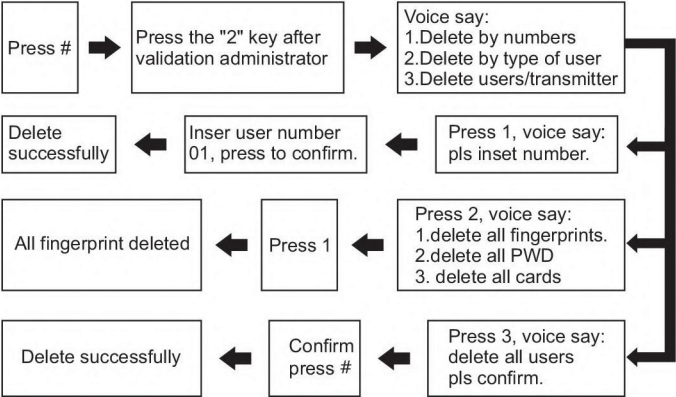 Press #
Press the "2" key after
validation administrator
Voice say:
1.Delete by numbers
2.Delete by type of user
3.Delete users/transmitter
Press 1, voice say:
pls inset number.
Inser user number
01, press to confirm.
Delete
successfully
Press 2, voice say:
1.delete all fingerprints.
2.delete all PWD
3. delete all cards
Press 1
All fingerprint deleted
Press 3, voice say:
delete all users
pls confirm.
Confirm
press #
Delete successfully